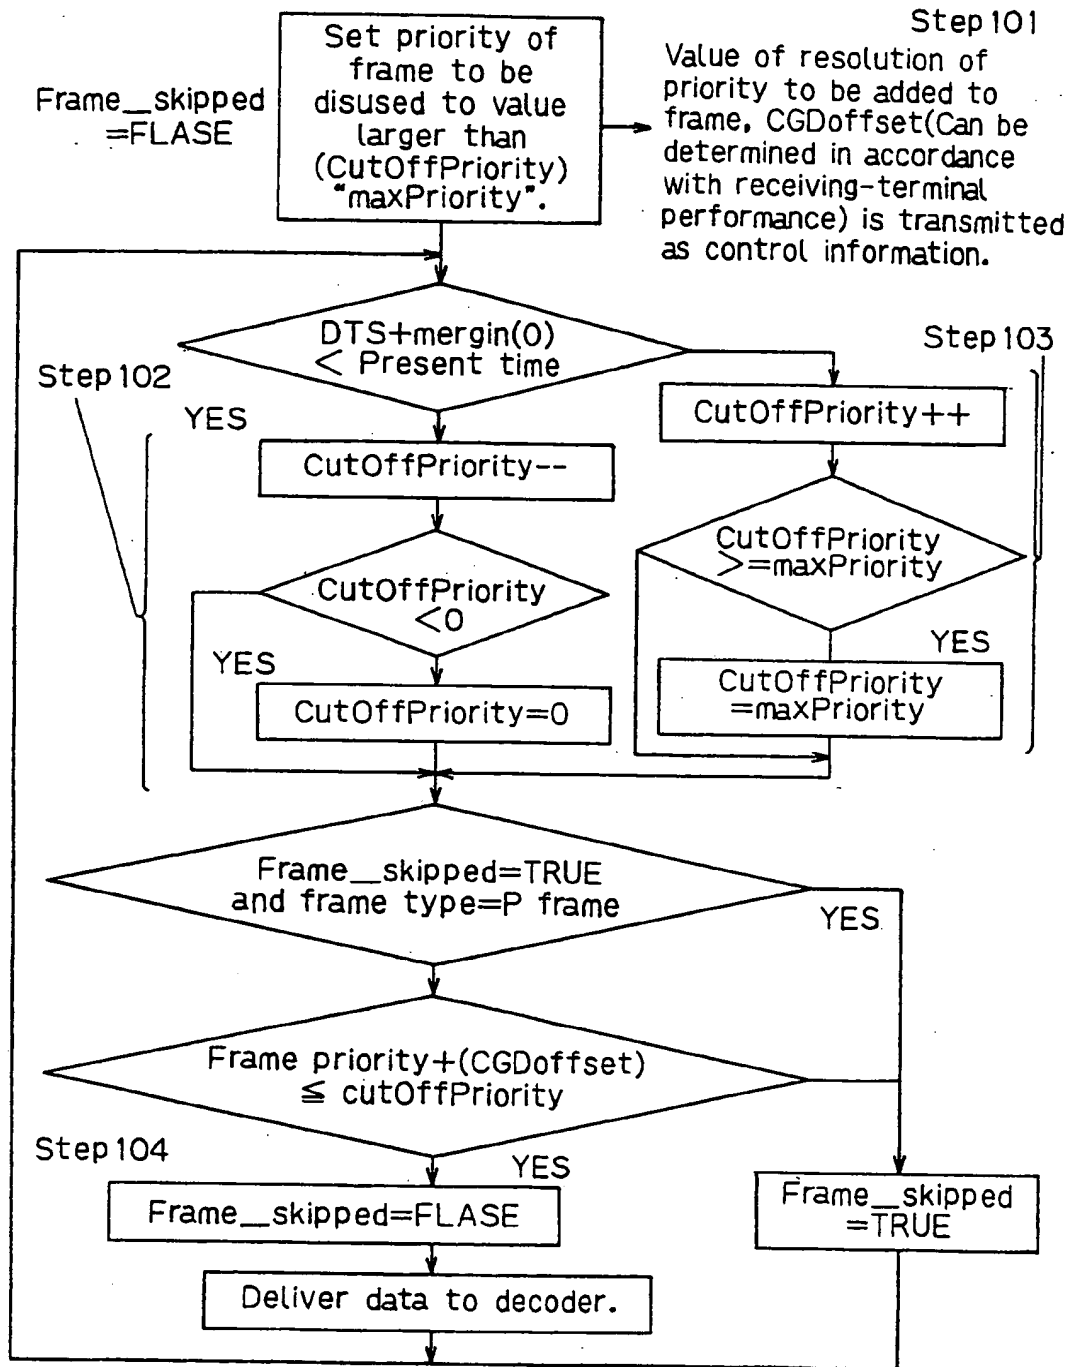 Step 101
Set priority of
frame to be
disused to value
larger than
(CutOffPriority)
"maxPriority".
Frame__skipped
=FLASE
Value of resolution of
priority to be added to
frame, CGDoffset(Can be
determined in accordance
with receiving-terminal
performance) is transmitted
as control information.
DTS+mergin(0)
< Present time
Step 103
Step 102
YES
CutOffPriority++
CutOffPriority--
CutOffPriority
>=maxPriority
CutOffPriority
<0
YES
YES
CutOffPriority
=maxPriority
CutOffPriority=0
Frame__skipped=TRUE
and frame type=P frame
YES
Frame priority+(CGDoffset)
≦ cutOffPriority
Step 104
YES
Frame__skipped=FLASE
Frame__skipped
=TRUE
Deliver data to decoder.